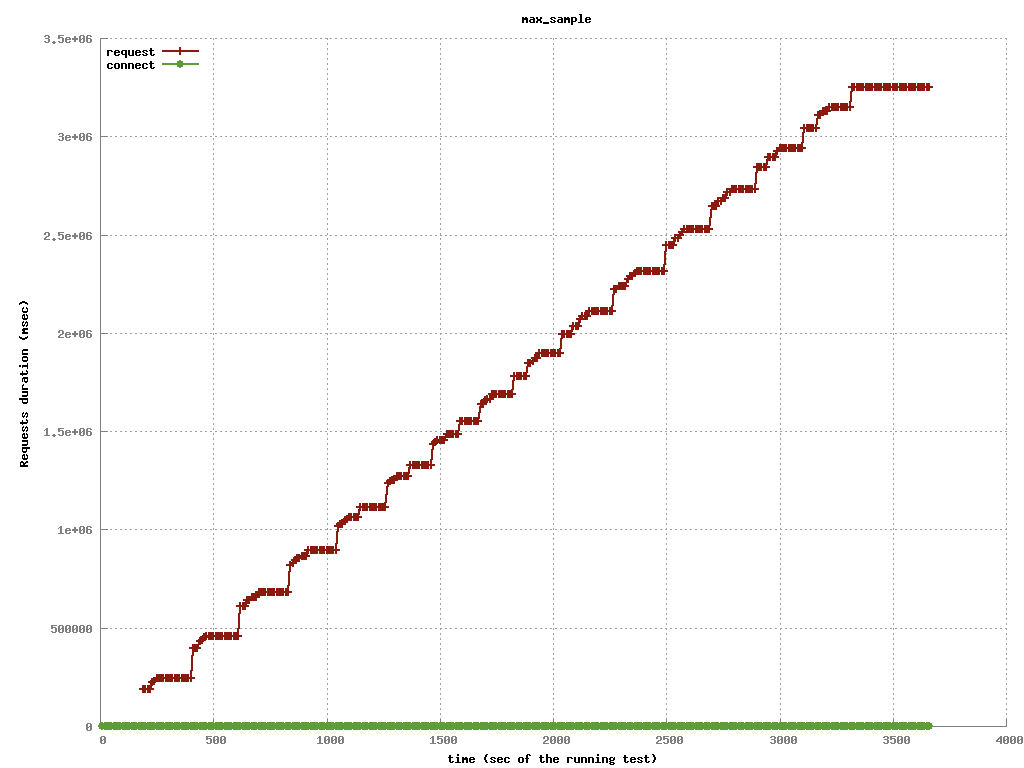 max_sample
3.5e+06
request
connect
3e+06
2.5e+06
2e+06
1.5e+06
1e+06
500000
0
Requests duration (msec)
0 500 1000 1500 2000 2500 3000 3500 4000
time (sec of the running test)